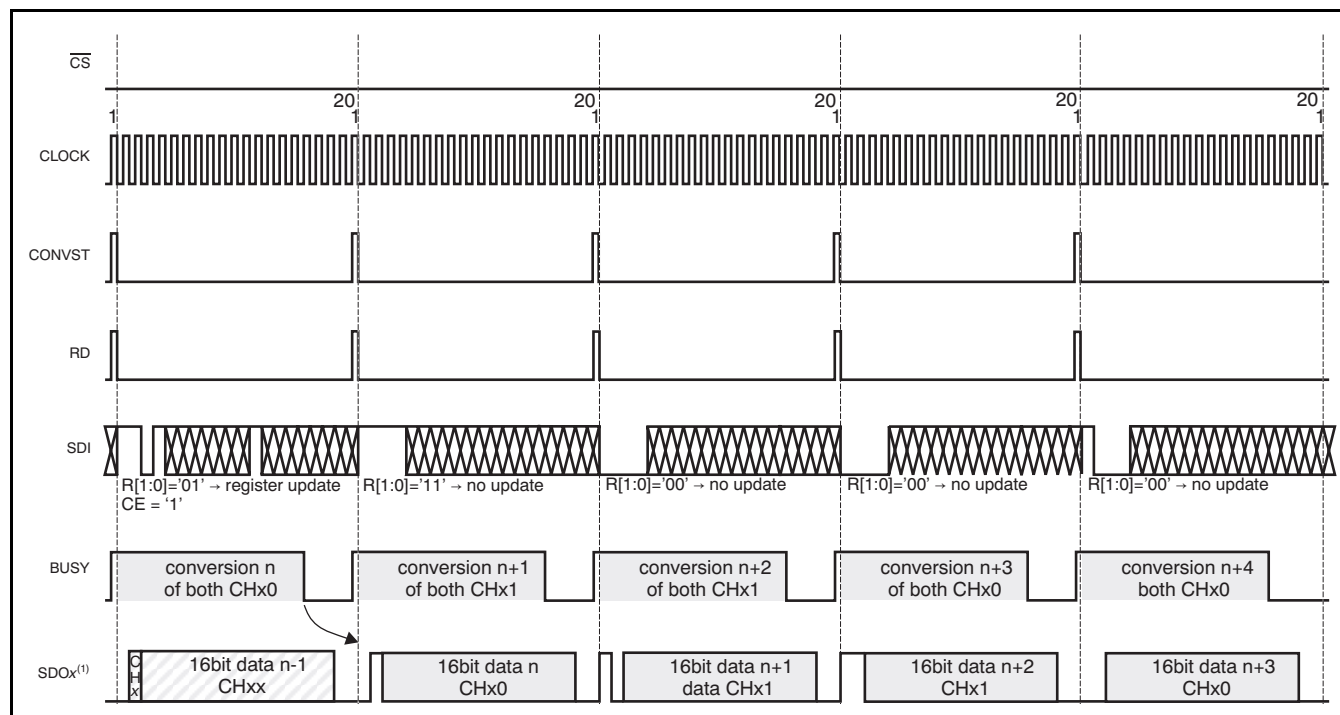 CS
20 20 20 20 20
1 1 1 1 1 1
CLOCK
CONVST
RD
SDI
R[1:0]='01' → register update
CE = '1'
R[1:0]='11' → no update
R[1:0]='00' → no update
R[1:0]='00' → no update
R[1:0]='00' → no update
BUSY
conversion n
of both CHx0
conversion n+1
of both CHx1
conversion n+2
of both CHx1
conversion n+3
of both CHx0
conversion n+4
both CHx0
SDOx(1)
CHx
16bit data n-1
CHxx
16bit data n
CHx0
16bit data n+1
data CHx1
16bit data n+2
CHx1
16bit data n+3
CHx0